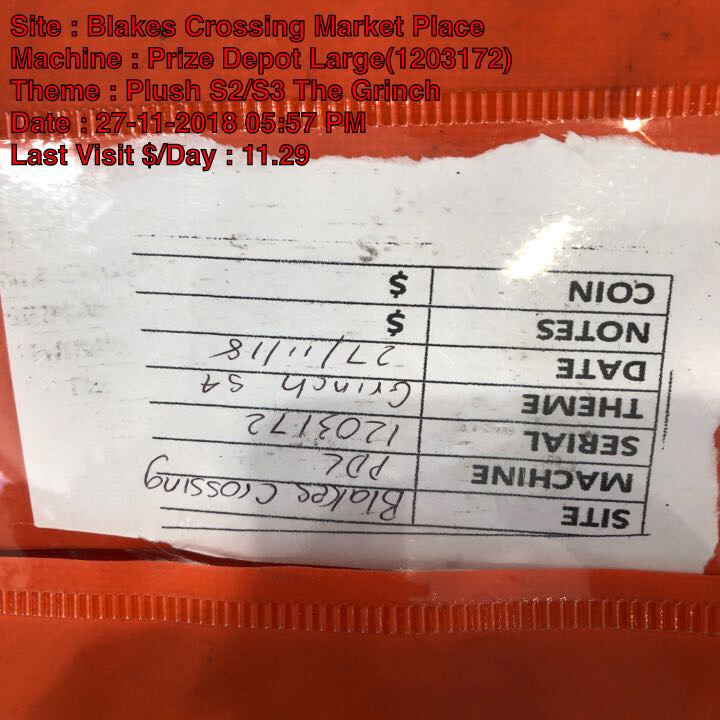 Site : Blakes Crossing Market Place
Machine : Prize Depot Large(1203172)
Theme : Plush S2/S3 The Grinch
Date : 27-11-2018 05:57 PM
Last Visit $/Day : 11.29
SITE Blakes Crossing
MACHINE PDL
SERIAL 1203172
THEME Grinch
DATE 27/11/18
NOTES $
COIN $